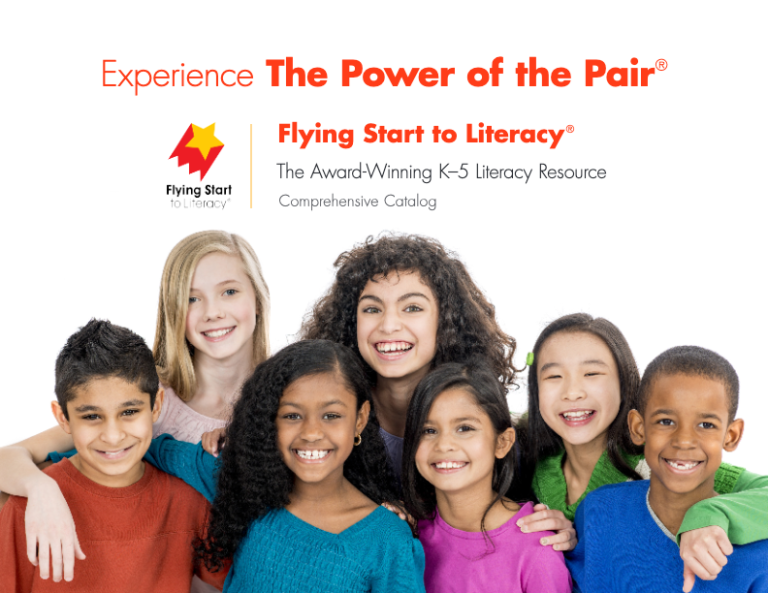 Experience The Power of the Pair®
Flying Start to Literacy®
The Award-Winning K–5 Literacy Resource
Comprehensive Catalog
Flying Start
to Literacy®